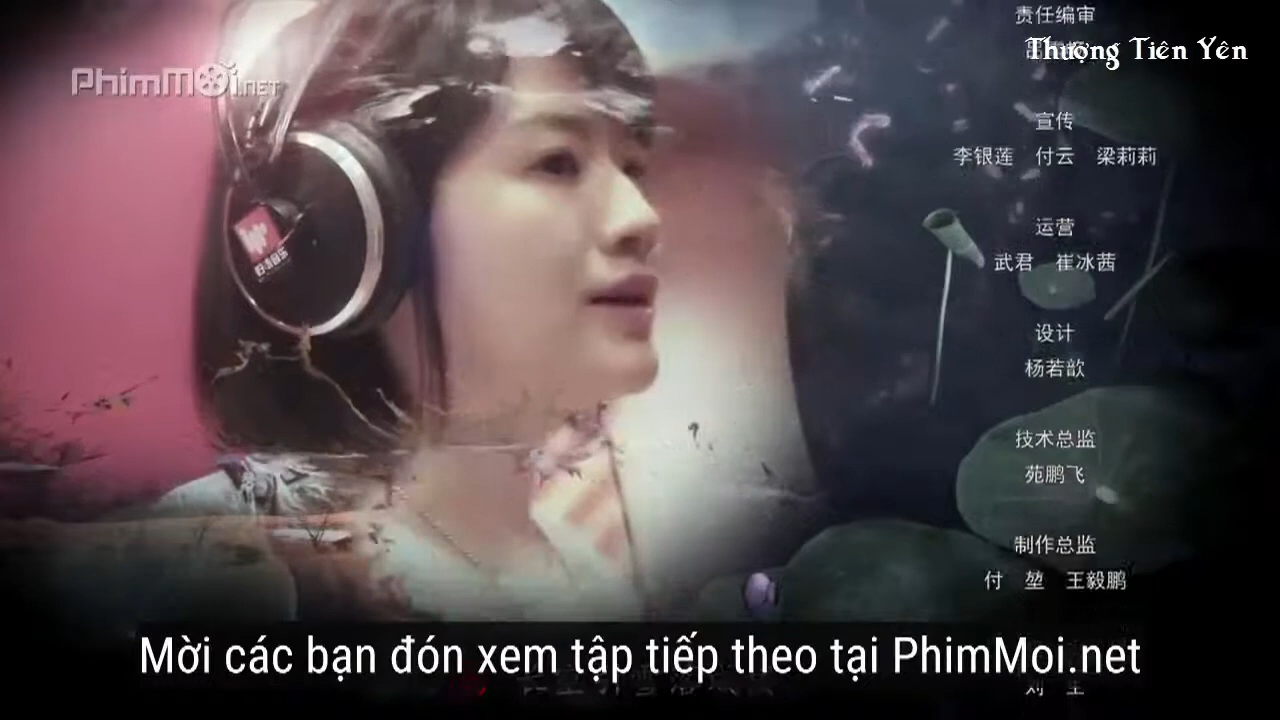 责任编审
Thượng Tiên Yên
PhimMoi.NET
宣传
李银莲 付云 梁莉莉
运营
武君 崔冰茜
设计
杨若歆
技术总监
苑鹏飞
制作总监
付堃 王毅鹏
Mời các bạn đón xem tập tiếp theo tại PhimMoi.net